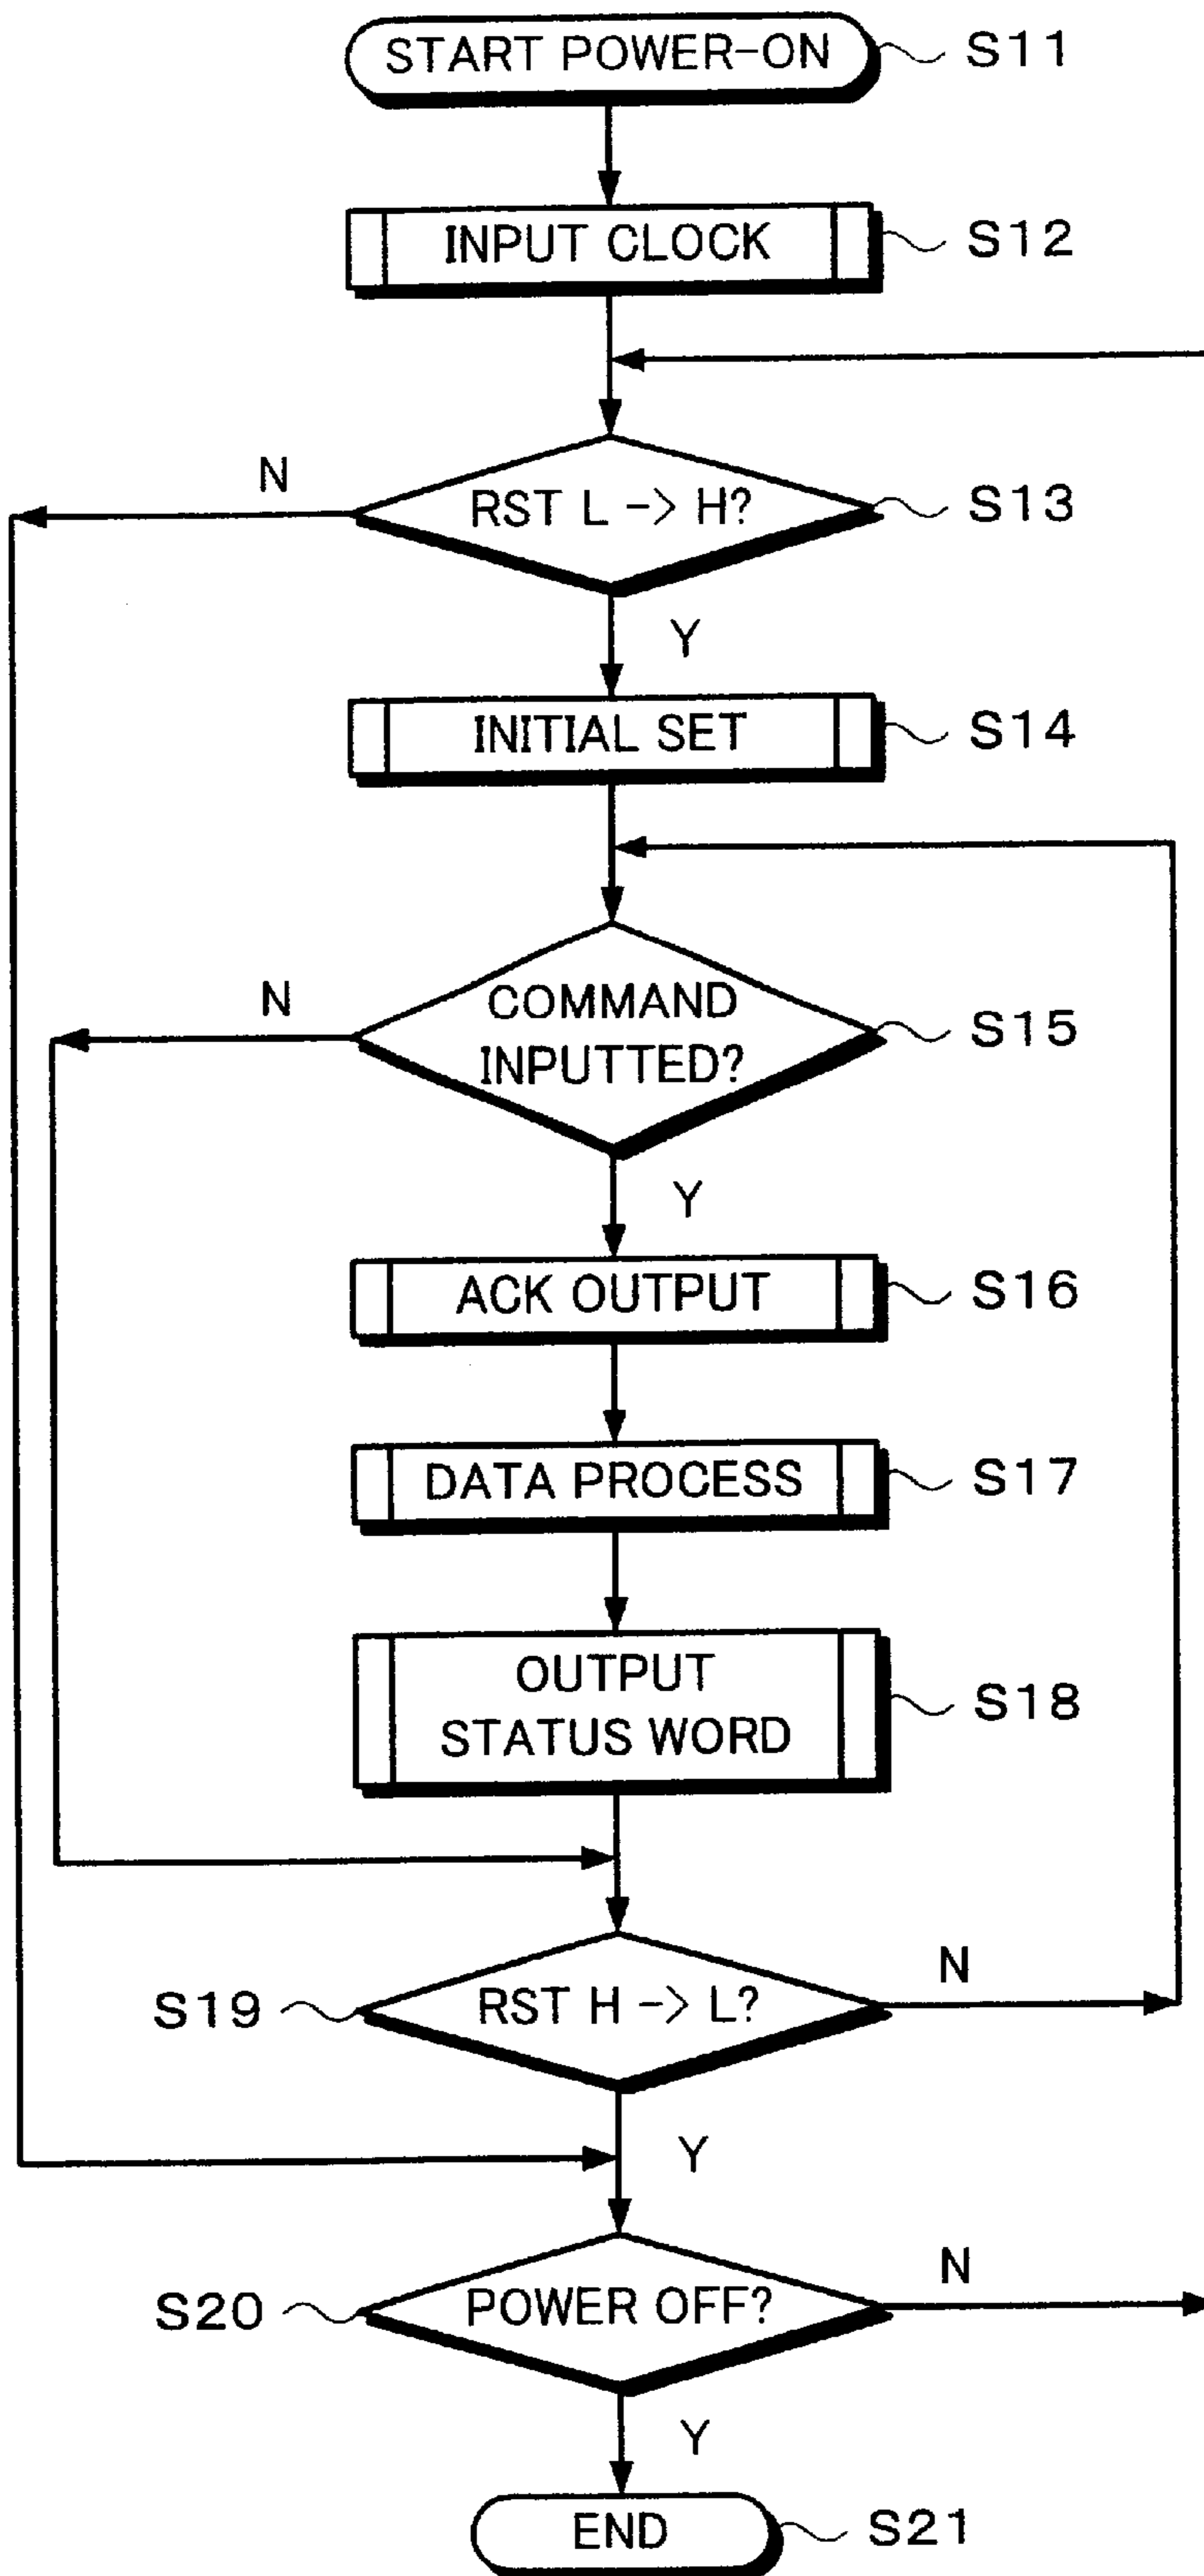 START POWER-ON S11
INPUT CLOCK S12
N
RST L -> H? S13
Y
INITIAL SET S14
N
COMMAND
INPUTTED? S15
Y
ACK OUTPUT S16
DATA PROCESS S17
OUTPUT
STATUS WORD S18
N
S19 RST H -> L?
Y
N
S20 POWER OFF?
Y
END S21